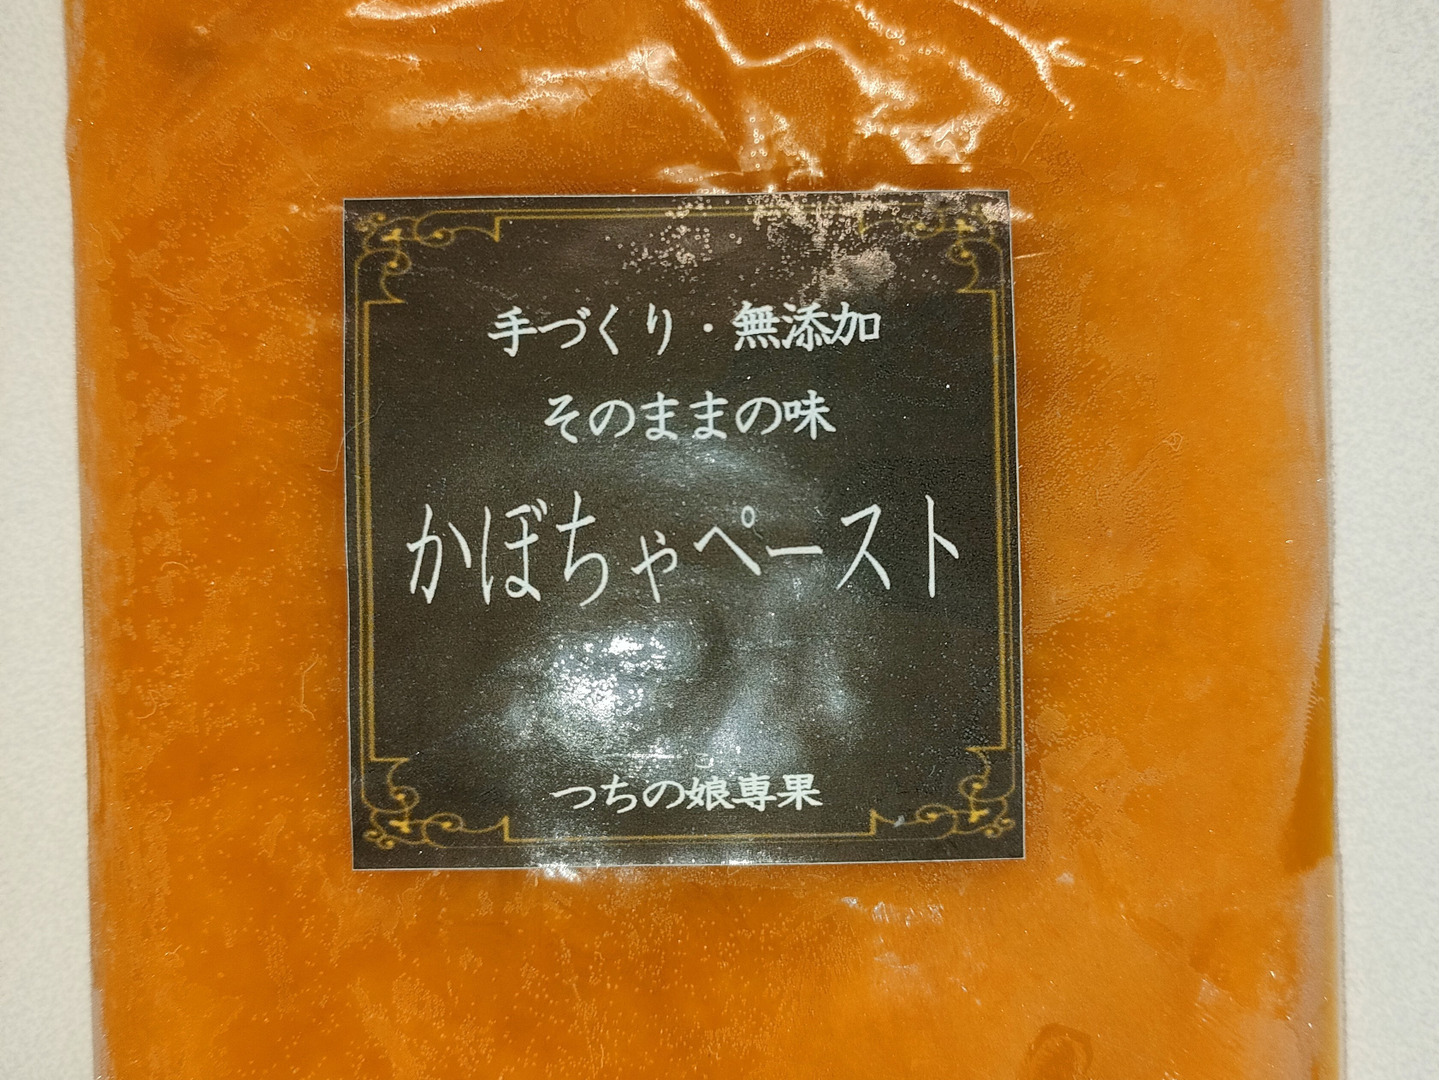 手づくり・無添加
そのままの味
かぼちゃペースト
つちの娘専果